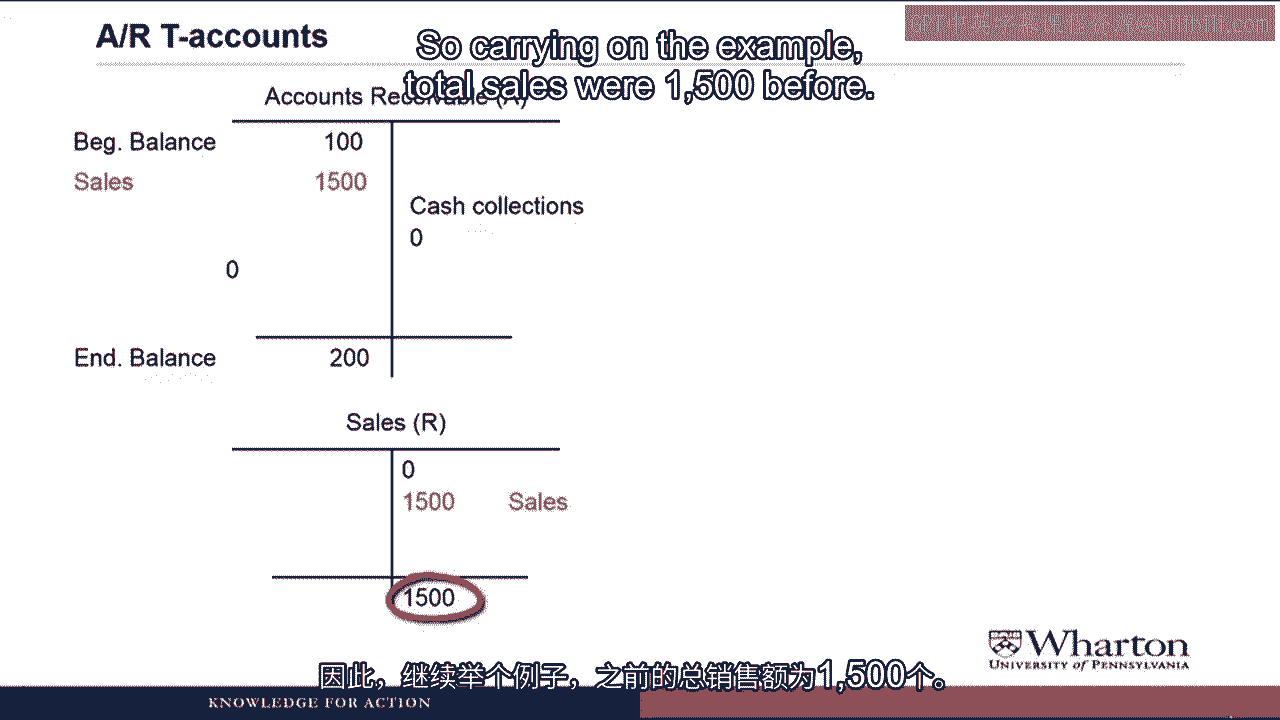 A/R T-accounts
So carrying on the example,
total sales were 1,500 before.
Accounts Receivable (A)
Beg. Balance 100
Sales 1500
Cash collections
0
0
End. Balance 200
Sales (R)
0
1500 Sales
1500
Wharton
UNIVERSITY of PENNSYLVANIA
因此，继续举个例子，之前的总销售额为1,500个。
KNOWLEDGE FOR ACTION